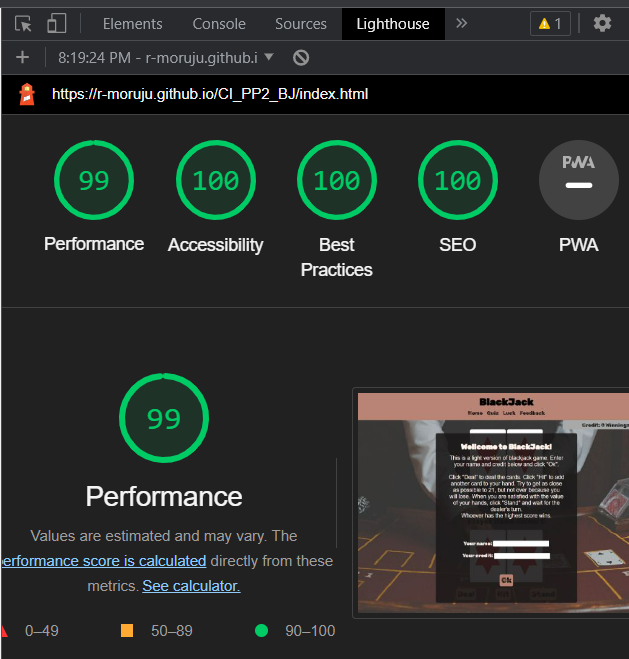 Elements Console Sources Lighthouse 1
8:19:24 PM - r-moruju.github.i
https://r-moruju.github.io/CI_PP2_BJ/index.html
99 100 100 100 PWA
Performance Accessibility Best Practices SEO PWA
99
Performance
Values are estimated and may vary. The
erformance score is calculated directly from these
metrics. See calculator.
0–49 50–89 90–100
BlackJack
Home Quiz Luck Feedback
Credit: 0 Winnings
Wellcome to BlackJack!
This is a light version of blackjack game. Enter
your name and credit below and click "Ok".
Click "Deal" to deal the cards. Click "Hit" to add
another card to your hand. Try to get as close
as possible to 21, but not over because you
will lose. When you are satisfied with the value
of your hands, click "Stand" and wait for the
dealer's turn.
Whoever has the highest score wins.
Your name:
Your credit:
Ok
Deal Hit Stand